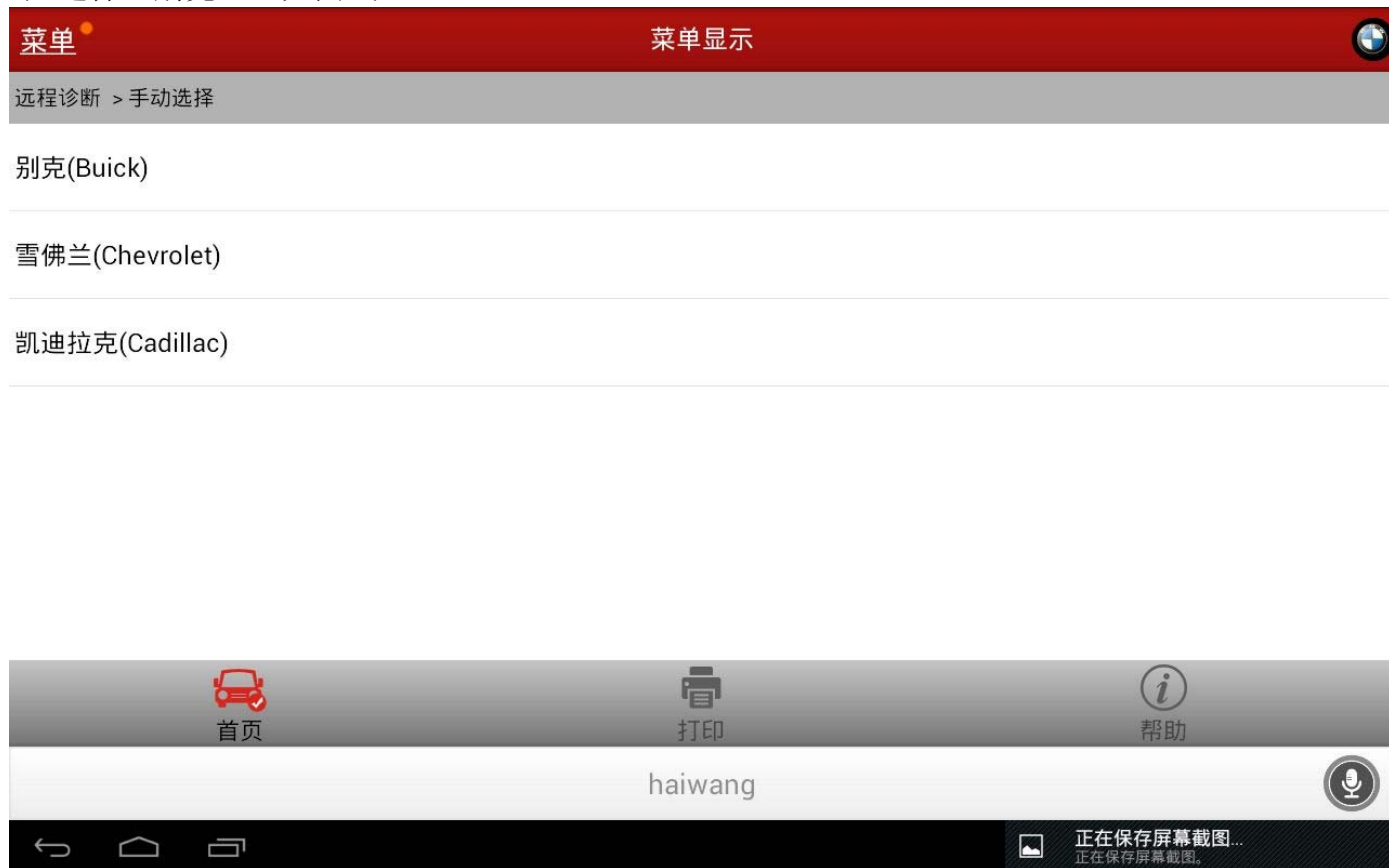 菜单
菜单显示
远程诊断 > 手动选择
别克(Buick)
雪佛兰(Chevrolet)
凯迪拉克(Cadillac)
首页
打印
帮助
haiwang
正在保存屏幕截图...
正在保存屏幕截图。